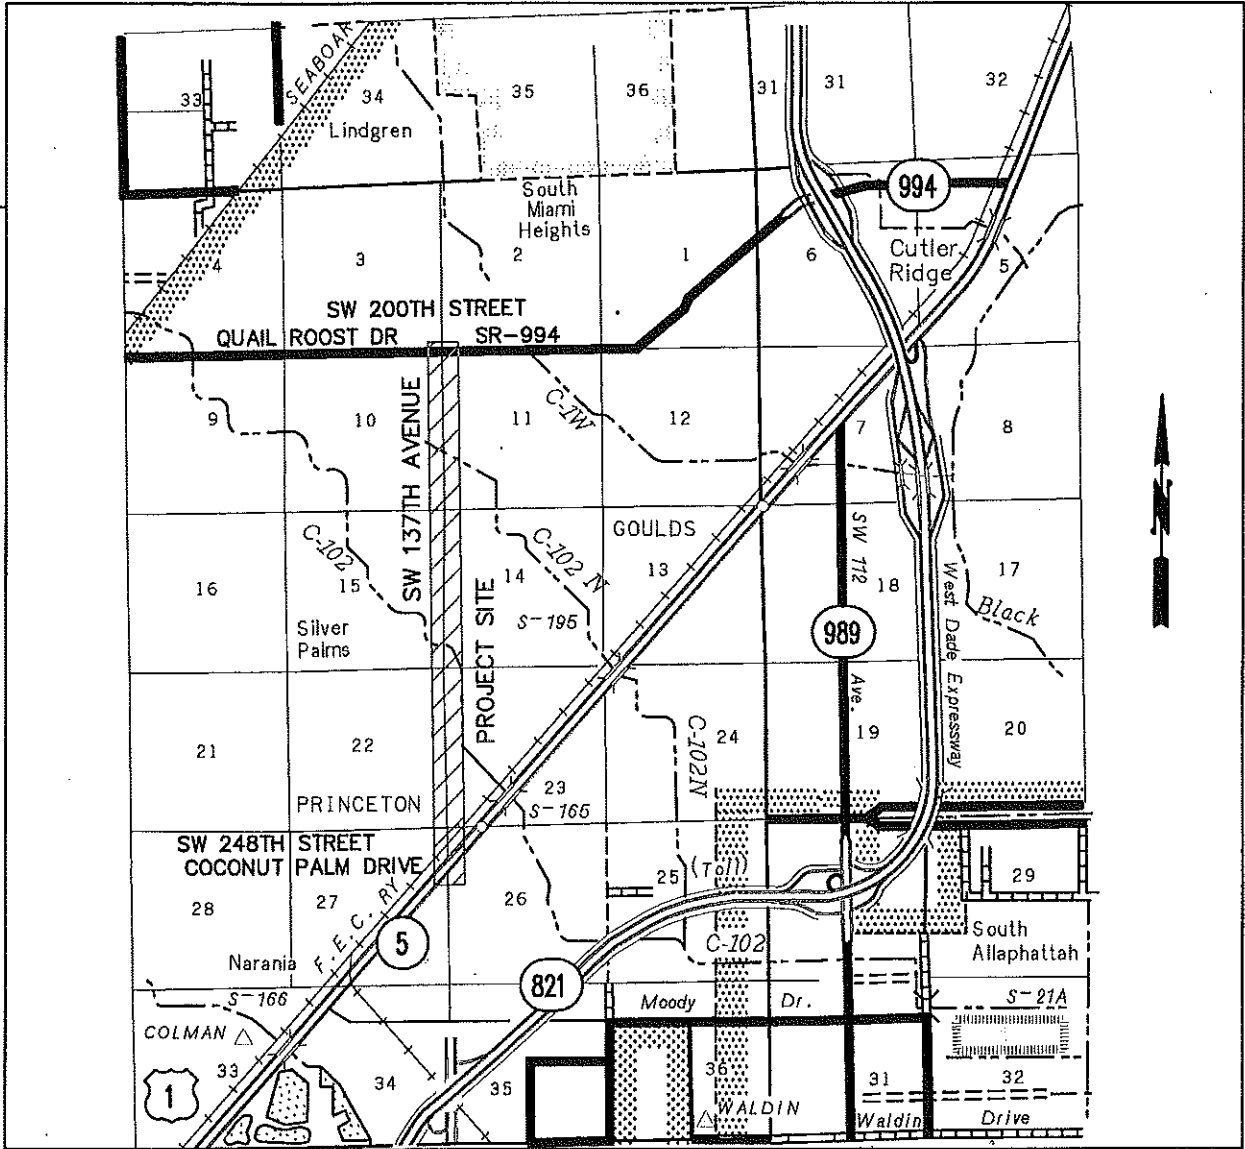 SEABOAR
33
34
35
36
31
31
32
Lindgren
994
South
Miami
Heights
Cutler
Ridge
4
3
2
1
6
5
SW 200TH STREET
QUAIL ROOST DR
SR-994
SW 137TH AVENUE
C-1W
9
10
11
12
7
8
N
C-102
C-102 N
GOULDS
SW 112
Ave.
16
15
14
13
18
17
West Dade Expressway
Black
S-195
Silver
Palms
989
PROJECT SITE
C-102N
21
22
23
24
19
20
PRINCETON
S-165
SW 248TH STREET
COCONUT PALM DRIVE
(Toll)
28
27
26
25
29
F. E. C. RY.
5
C-102
South
Allaphattah
Narania
821
S-166
Moody
Dr.
S-21A
COLMAN
33
34
35
36
31
32
1
WALDIN
Waldin
Drive